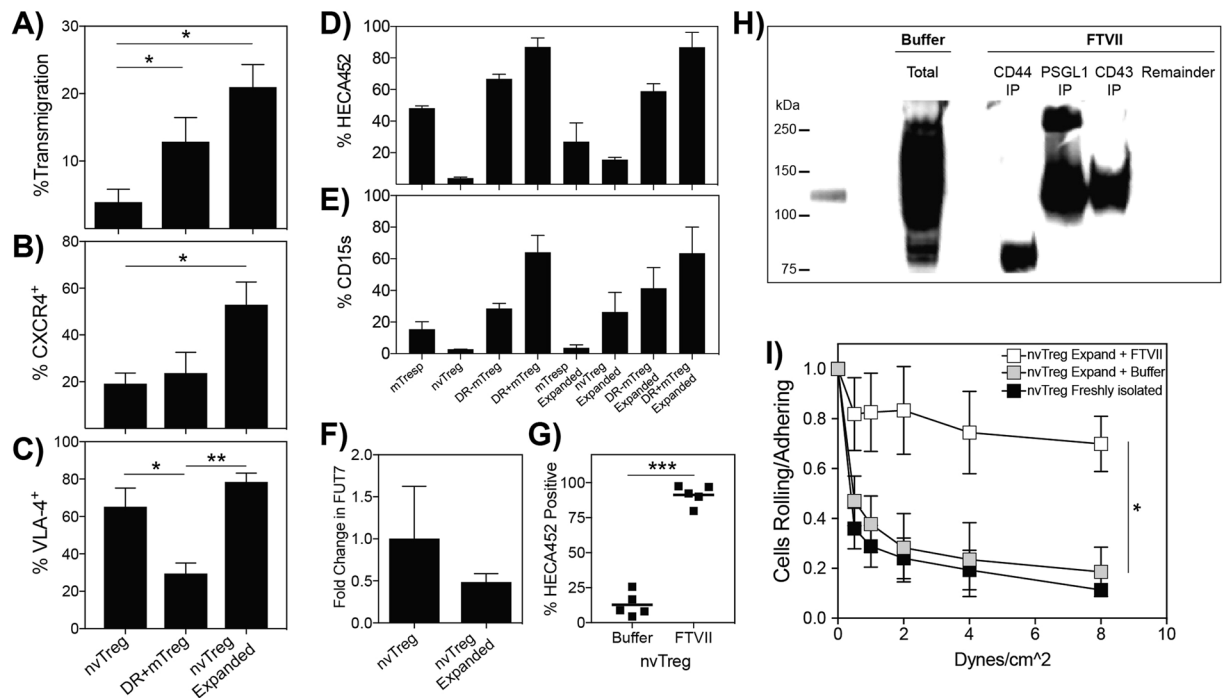 A)
%Transmigration
30
20
10
*
*
B)
% CXCR4+
80
60
40
20
*
C)
% VLA-4+
100
80
60
40
20
0
*
**
nvTreg
DR+mTreg
nvTreg Expanded
D)
% HECA452
100
80
60
40
20
E)
% CD15s
100
80
60
40
20
0
mTresp
nvTreg
DR-mTreg
DR+mTreg
mTresp Expanded
nvTreg Expanded
DR-mTreg Expanded
DR+mTreg Expanded
F)
Fold Change in FUT7
2.0
1.5
1.0
0.5
0.0
nvTreg
nvTreg Expanded
G)
% HECA452 Positive
100
75
50
25
0
***
Buffer
FTVII
nvTreg
H)
Buffer
FTVII
Total
CD44 IP
PSGL1 IP
CD43 IP
Remainder
kDa
250
150
100
75
I)
nvTreg Expand + FTVII
nvTreg Expand + Buffer
nvTreg Freshly isolated
Cells Rolling/Adhering
1.0
0.8
0.6
0.4
0.2
0.0
*
0
2
4
6
8
10
Dynes/cm^2